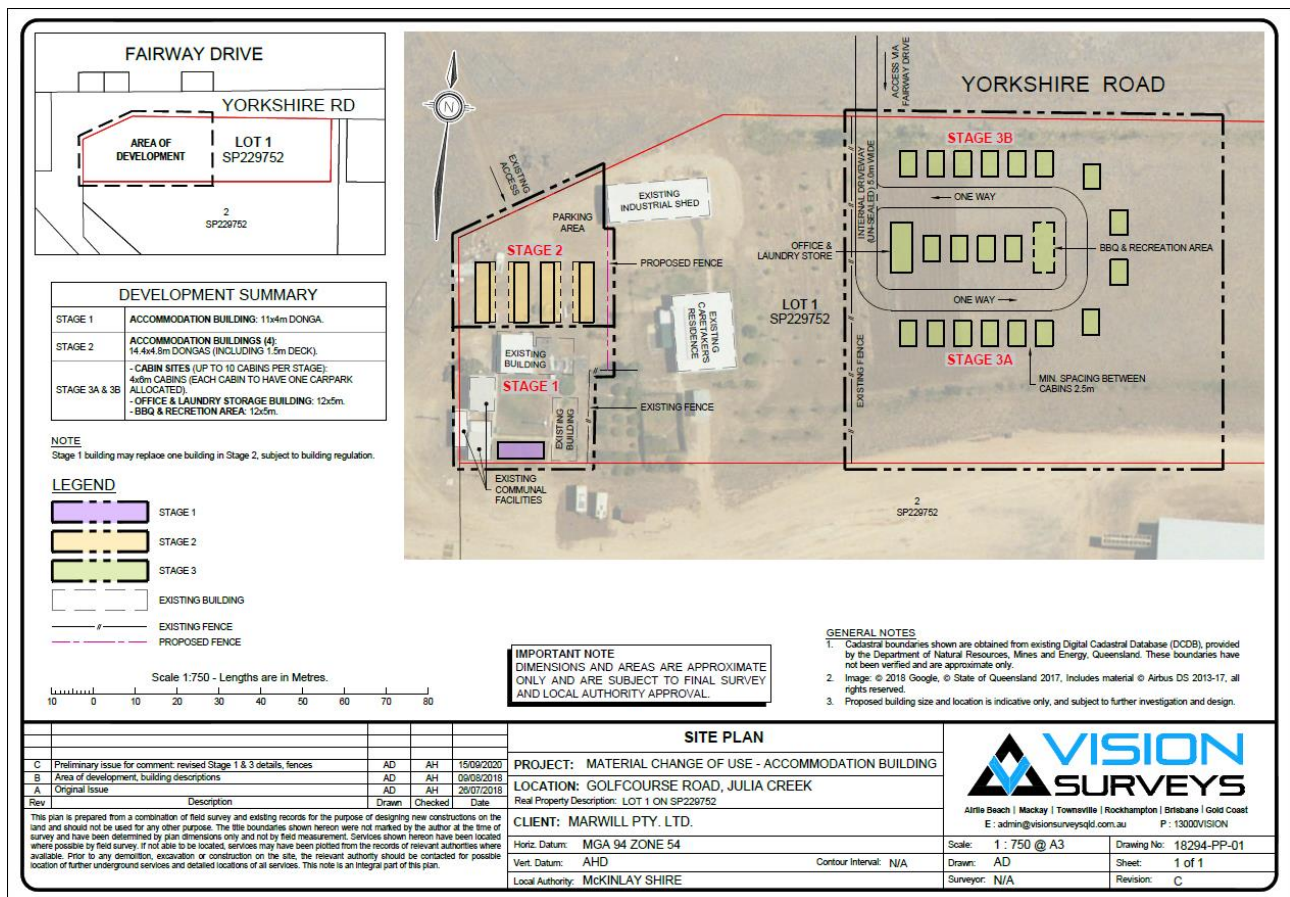 FAIRWAY DRIVE
YORKSHIRE RD
AREA OF
DEVELOPMENT
LOT 1
SP229752
2
SP229752
DEVELOPMENT SUMMARY
STAGE 1
ACCOMMODATION BUILDING: 11x4m DONGA.
STAGE 2
ACCOMMODATION BUILDINGS (4):
14.4x4.8m DONGAS (INCLUDING 1.5m DECK).
STAGE 3A & 3B
- CABIN SITES (UP TO 10 CABINS PER STAGE):
4x6m CABINS (EACH CABIN TO HAVE ONE CARPARK
ALLOCATED).
- OFFICE & LAUNDRY STORAGE BUILDING: 12x5m.
- BBQ & RECRETION AREA: 12x5m.
NOTE
Stage 1 building may replace one building in Stage 2, subject to building regulation.
LEGEND
STAGE 1
STAGE 2
STAGE 3
EXISTING BUILDING
EXISTING FENCE
PROPOSED FENCE
Scale 1:750 - Lengths are in Metres.
10 0 10 20 30 40 50 60 70 80
N
EXISTING
ACCESS
PARKING
AREA
EXISTING
INDUSTRIAL SHED
STAGE 2
PROPOSED FENCE
EXISTING
BUILDING
STAGE 1
EXISTING
CARETAKER'S
RESIDENCE
EXISTING
BUILDING
EXISTING FENCE
EXISTING
COMMUNAL
FACILITIES
LOT 1
SP229752
ACCESS VIA
FAIRWAY DRIVE
YORKSHIRE ROAD
INTERNAL DRIVEWAY
(UN-SEALED) 5.0m WIDE
STAGE 3B
ONE WAY
OFFICE &
LAUNDRY STORE
BBQ & RECREATION AREA
ONE WAY
STAGE 3A
EXISTING FENCE
MIN. SPACING BETWEEN
CABINS 2.5m
2
SP229752
IMPORTANT NOTE
DIMENSIONS AND AREAS ARE APPROXIMATE
ONLY AND ARE SUBJECT TO FINAL SURVEY
AND LOCAL AUTHORITY APPROVAL.
GENERAL NOTES
1. Cadastral boundaries shown are obtained from existing Digital Cadastral Database (DCDB), provided
by the Department of Natural Resources, Mines and Energy, Queensland. These boundaries have
not been verified and are approximate only.
2. Image: © 2018 Google, © State of Queensland 2017, Includes material © Airbus DS 2013-17, all
rights reserved.
3. Proposed building size and location is indicative only, and subject to further investigation and design.
C Preliminary issue for comment: revised Stage 1 & 3 details, fences AD AH 15/09/2020
B Area of development, building descriptions AD AH 09/08/2018
A Original Issue AD AH 26/07/2018
Rev Description Drawn Checked Date
This plan is prepared from a combination of field survey and existing records for the purpose of designing new constructions on the
land and should not be used for any other purpose. The title boundaries shown hereon were not marked by the author at the time of
survey and have been determined by plan dimensions only and not by field measurement. Services shown hereon have been located
where possible by field survey. If not able to be located, services may have been plotted from the records of relevant authorities where
available. Prior to any demolition, excavation or construction on the site, the relevant authority should be contacted for possible
location of further underground services and detailed locations of all services. This note is an integral part of this plan.
SITE PLAN
PROJECT: MATERIAL CHANGE OF USE - ACCOMMODATION BUILDING
LOCATION: GOLFCOURSE ROAD, JULIA CREEK
Real Property Description: LOT 1 ON SP229752
CLIENT: MARWILL PTY. LTD.
Horiz. Datum: MGA 94 ZONE 54
Vert. Datum: AHD Contour Interval: N/A
Local Authority: McKINLAY SHIRE
VISION
SURVEYS
Airlie Beach | Mackay | Townsville | Rockhampton | Brisbane | Gold Coast
E : admin@visionsurveysqld.com.au P : 13000VISION
Scale: 1 : 750 @ A3 Drawing No: 18294-PP-01
Drawn: AD Sheet: 1 of 1
Surveyor: N/A Revision: C